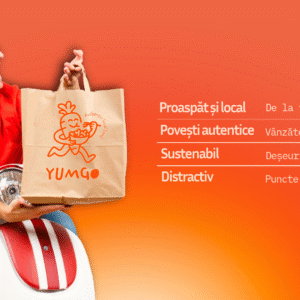 YUMGO
Proaspăt și local De la
Povești autentice Vânzăt
Sustenabil Deșeur
Distractiv Puncte